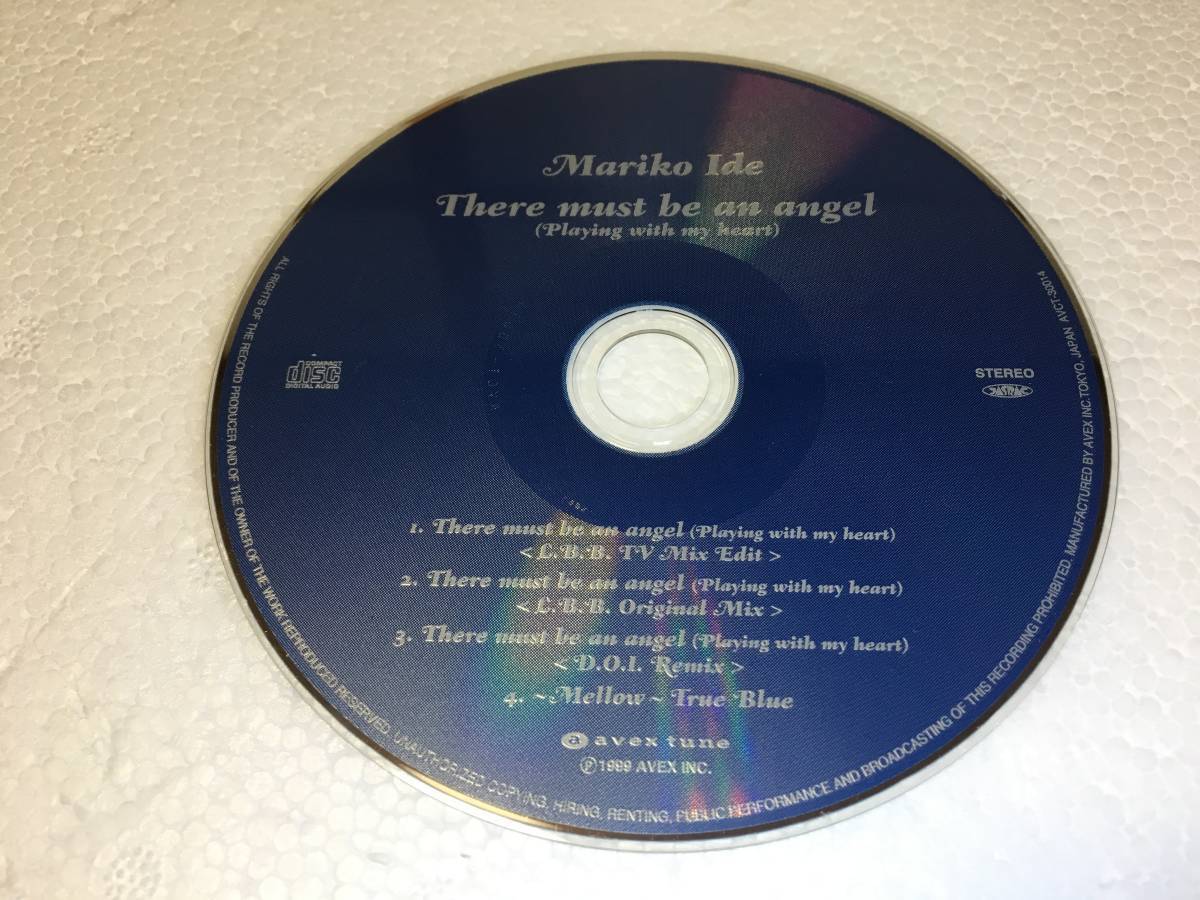 Mariko Ide
There must be an angel
(Playing with my heart)
COMPACT
disc
DIGITAL AUDIO
STEREO
JASRAC
1. There must be an angel (Playing with my heart)
< L.B.B. TV Mix Edit >
2. There must be an angel (Playing with my heart)
< L.B.B. Original Mix >
3. There must be an angel (Playing with my heart)
< D.O.I. Remix >
4. ~Mellow~ True Blue
a avex tune
Ⓟ1999 AVEX INC.
ALL RIGHTS OF THE RECORD PRODUCER AND OF THE OWNER OF THE WORK REPRODUCED RESERVED. UNAUTHORIZED COPYING, HIRING, RENTING, PUBLIC PERFORMANCE AND BROADCASTING OF THIS RECORDING PROHIBITED. MANUFACTURED BY AVEX INC.TOKYO, JAPAN AVCT-30014